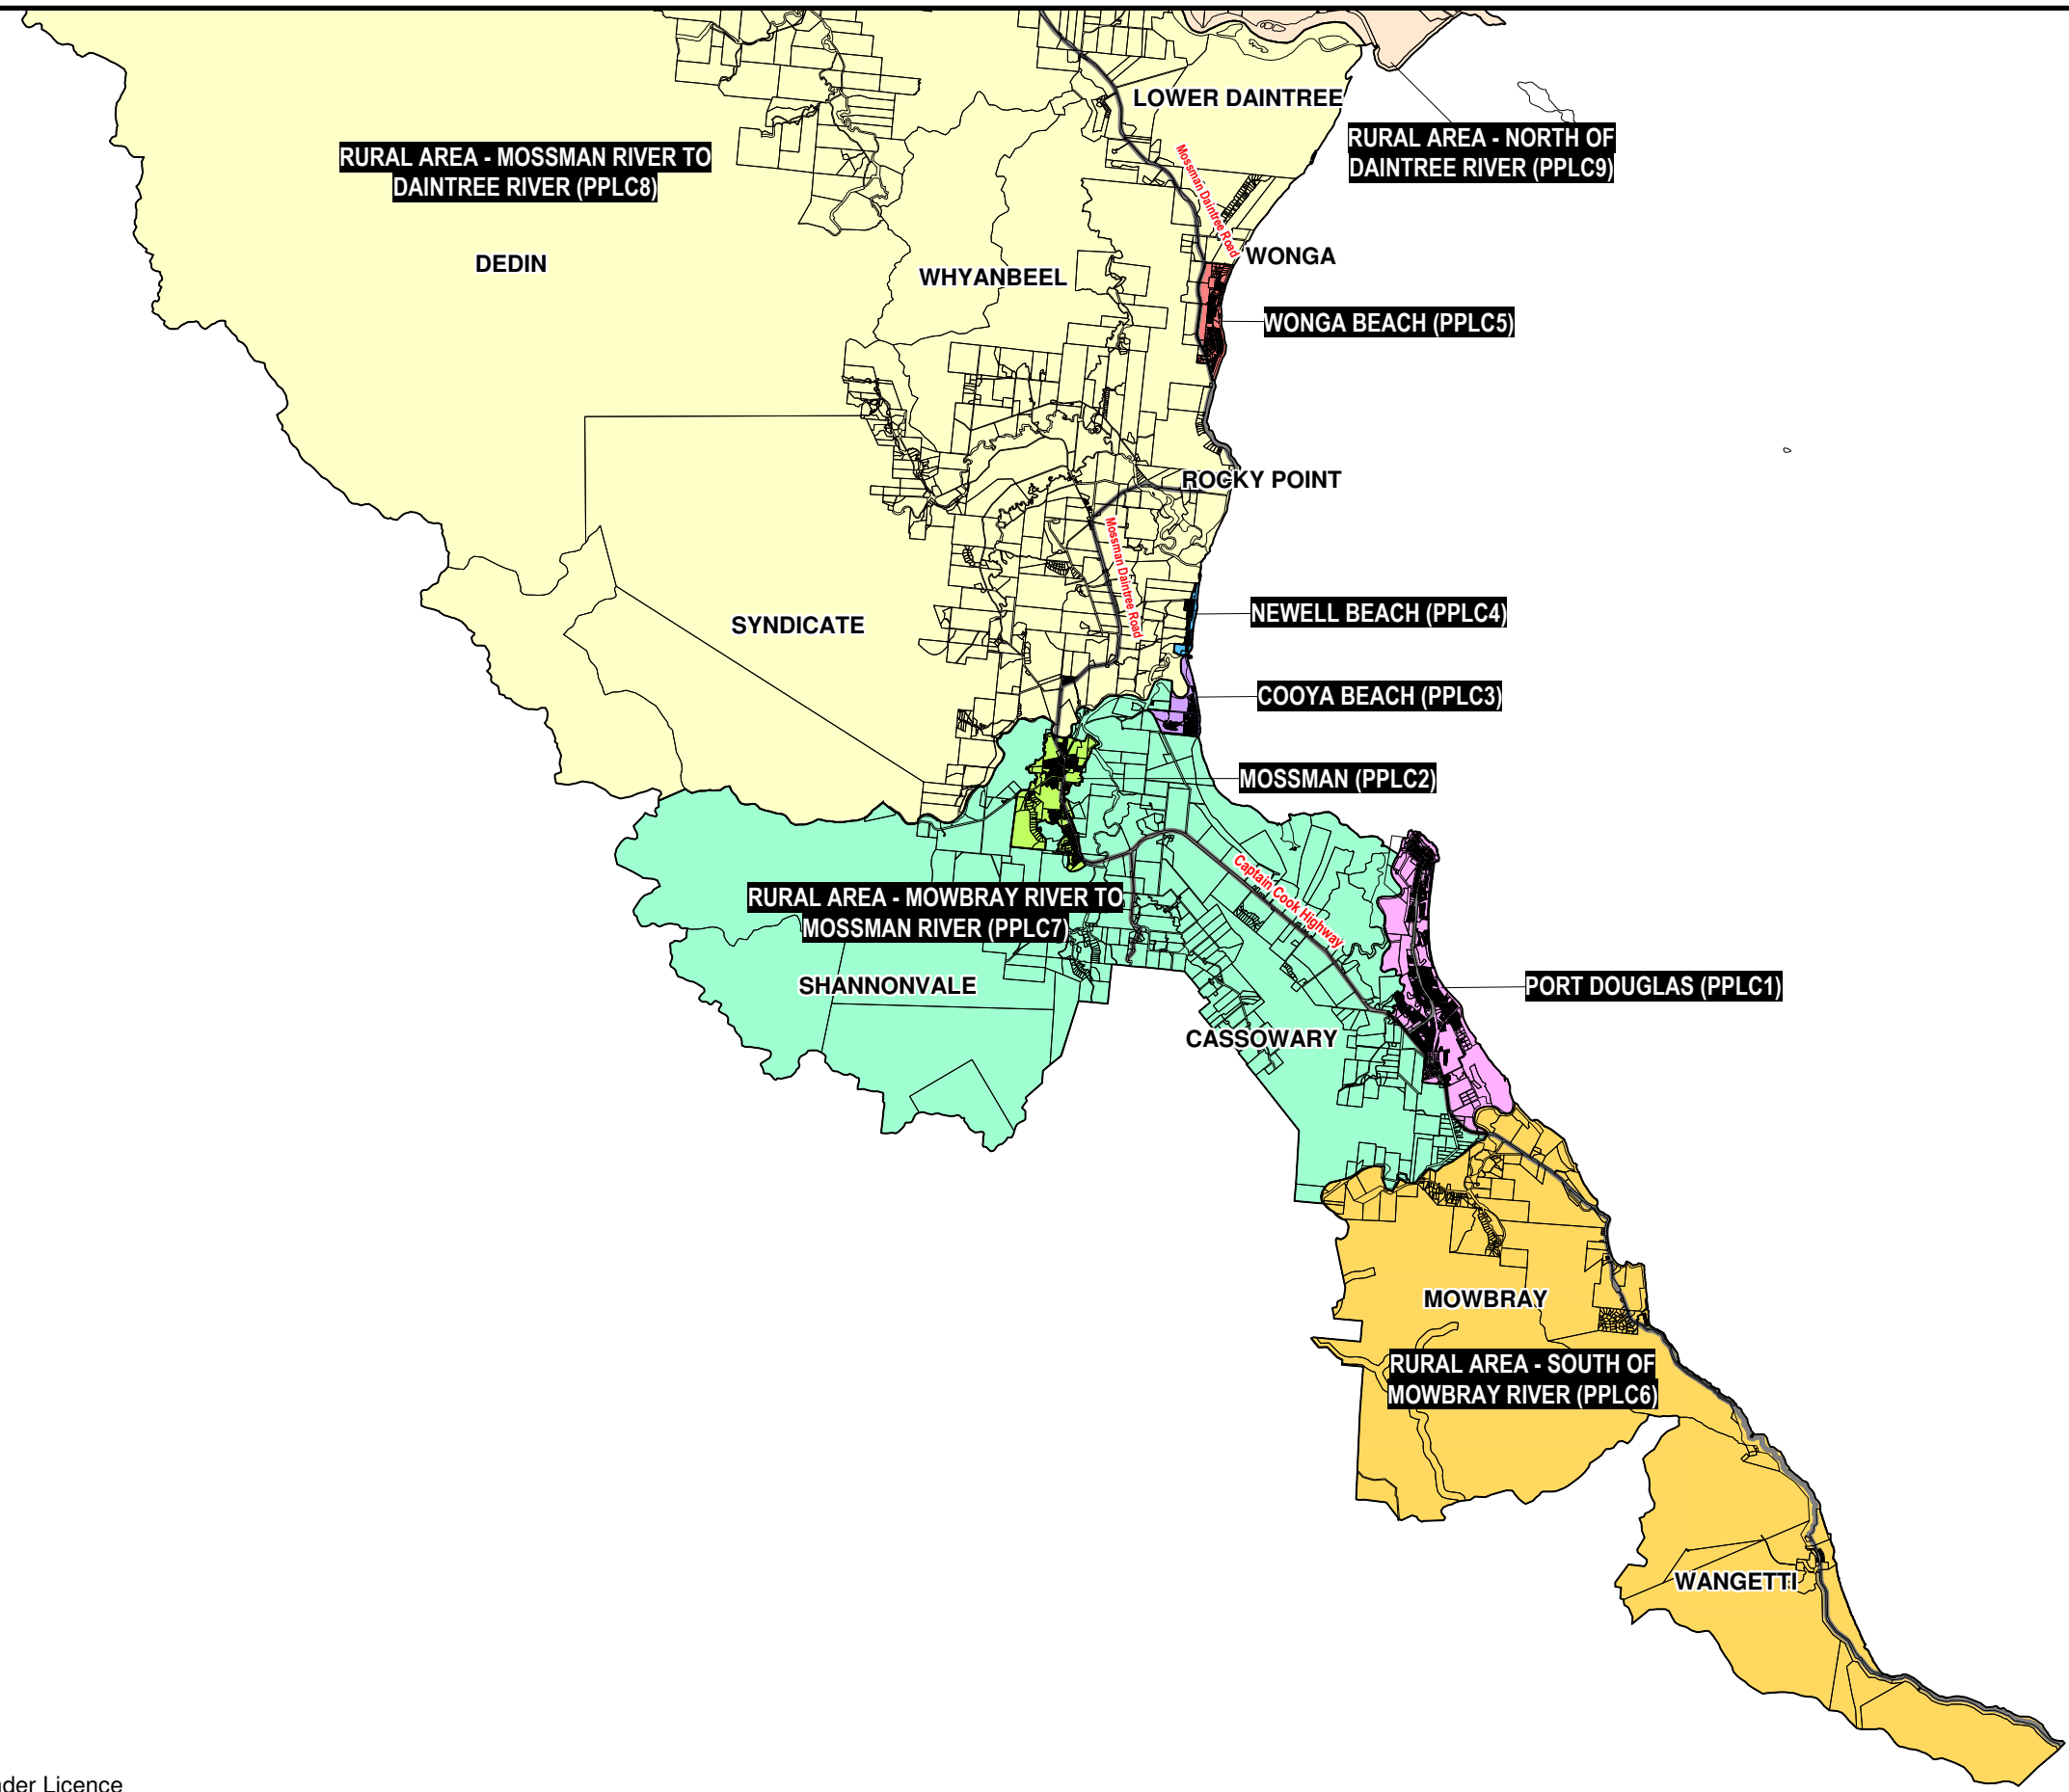 LOWER DAINTREE
RURAL AREA - NORTH OF
DAINTREE RIVER (PPLC9)
RURAL AREA - MOSSMAN RIVER TO
DAINTREE RIVER (PPLC8)
Mossman Daintree Road
DEDIN
WHYANBEEL
WONGA
WONGA BEACH (PPLC5)
ROCKY POINT
Mossman Daintree Road
SYNDICATE
NEWELL BEACH (PPLC4)
COOYA BEACH (PPLC3)
MOSSMAN (PPLC2)
Captain Cook Highway
RURAL AREA - MOWBRAY RIVER TO
MOSSMAN RIVER (PPLC7)
SHANNONVALE
PORT DOUGLAS (PPLC1)
CASSOWARY
MOWBRAY
RURAL AREA - SOUTH OF
MOWBRAY RIVER (PPLC6)
WANGETTI
Licence